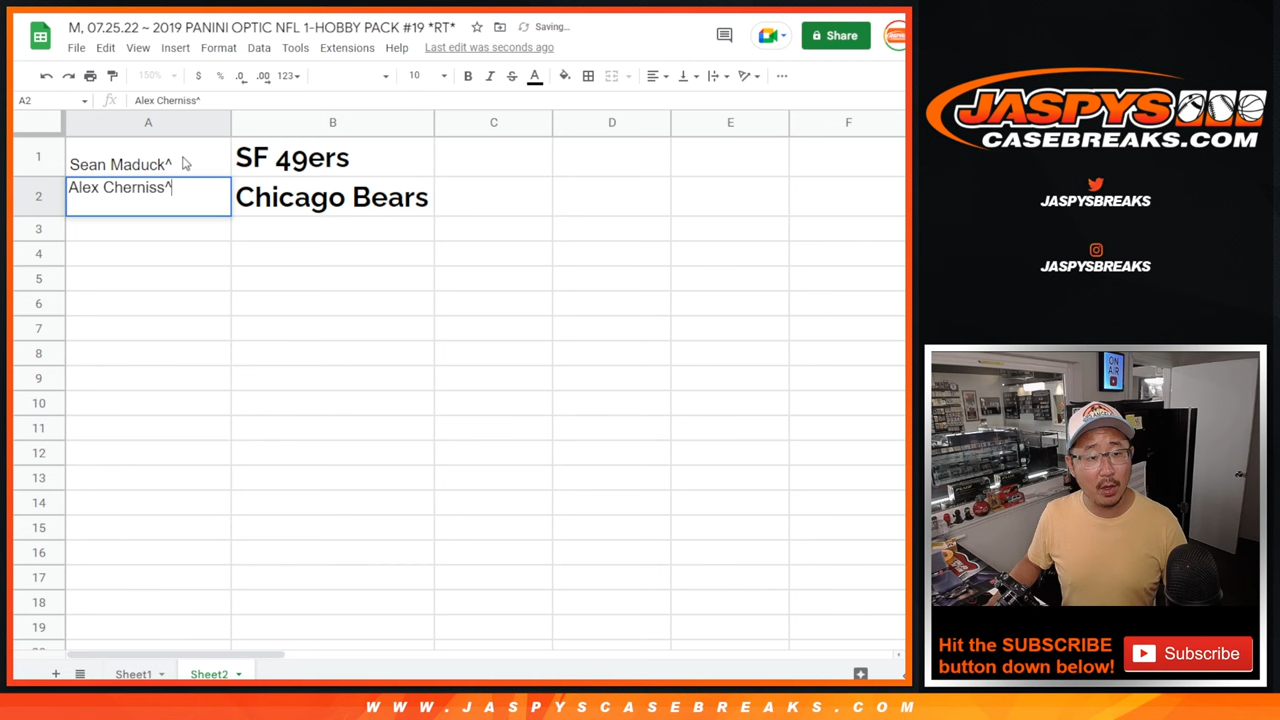 M, 07.25.22 ~ 2019 PANINI OPTIC NFL 1-HOBBY PACK #19 *RT*
Saving...
File Edit View Insert Format Data Tools Extensions Help Last edit was seconds ago
Share
150% $ % .0 .00 123 10 B I S A
A2 fx Alex Cherniss^
A B C D E F
1 Sean Maduck^ SF 49ers
2 Alex Cherniss^ Chicago Bears
3
4
5
6
7
8
9
10
11
12
13
14
15
16
17
18
19
Sheet1 Sheet2
JASPYS
CASEBREAKS.COM
JASPYSBREAKS
JASPYSBREAKS
ON
AIR
Hit the SUBSCRIBE
button down below!
Subscribe
WWW.JASPYSCASEBREAKS.COM